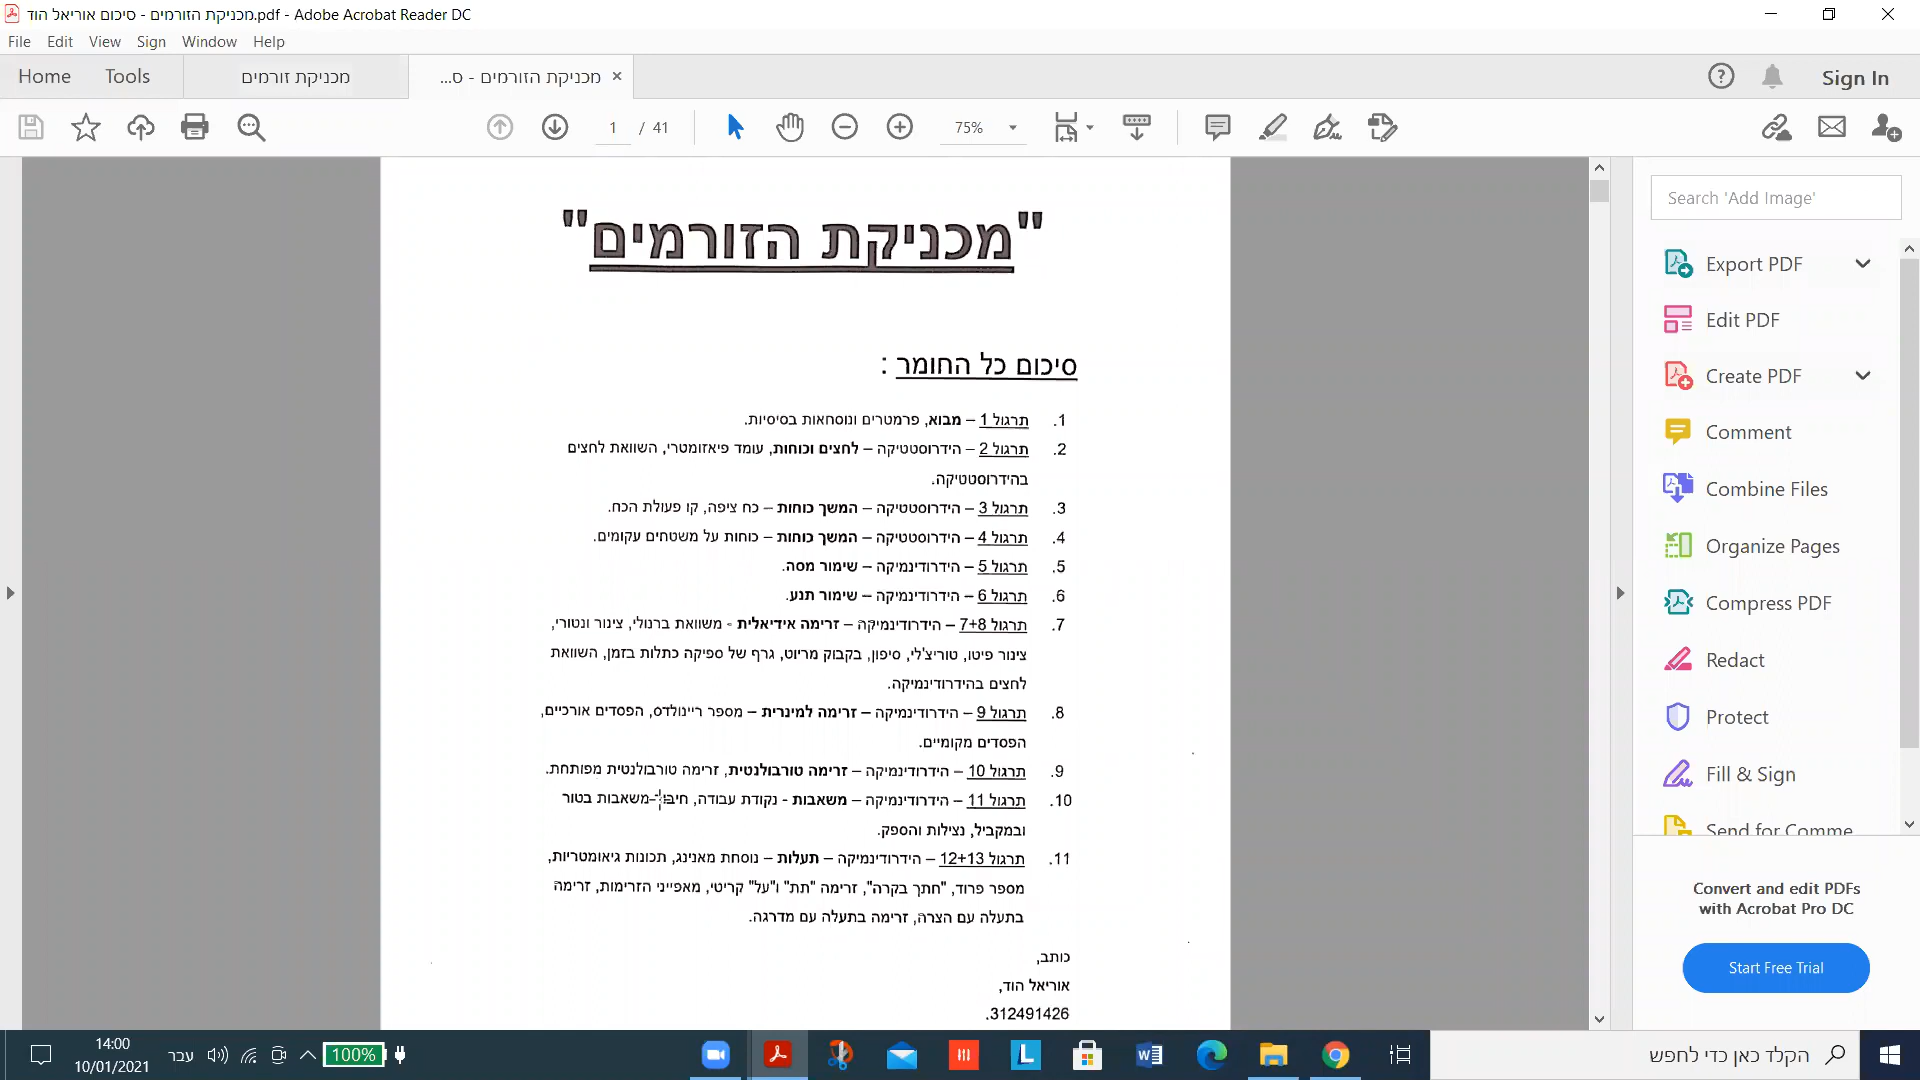 מכניקת הזורמים - סיכום אוריאל הוד.pdf - Adobe Acrobat Reader DC
File Edit View Sign Window Help
Home Tools מכניקת זורמים מכניקת הזורמים - ס... × Sign In
1 / 41 75%
"מכניקת הזורמים"
סיכום כל החומר :
1. תרגול 1 – מבוא, פרמטרים ונוסחאות בסיסיות.
2. תרגול 2 – הידרוסטטיקה – לחצים וכוחות, עומד פיאזומטרי, השוואת לחצים
בהידרוסטטיקה.
3. תרגול 3 – הידרוסטטיקה – המשך כוחות – כח ציפה, קו פעולת הכח.
4. תרגול 4 – הידרוסטטיקה – המשך כוחות – כוחות על משטחים עקומים.
5. תרגול 5 – הידרודינמיקה – שימור מסה.
6. תרגול 6 – הידרודינמיקה – שימור תנע.
7. תרגול 7+8 – הידרודינמיקה – זרימה אידיאלית - משוואת ברנולי, צינור ונטורי,
צינור פיטו, טוריצ'לי, סיפון, בקבוק מריוט, גרף של ספיקה כתלות בזמן, השוואת
לחצים בהידרודינמיקה.
8. תרגול 9 – הידרודינמיקה – זרימה למינרית – מספר ריינולדס, הפסדים אורכיים,
הפסדים מקומיים.
9. תרגול 10 – הידרודינמיקה – זרימה טורבולנטית, זרימה טורבולנטית מפותחת.
10. תרגול 11 – הידרודינמיקה – משאבות - נקודת עבודה, משאבות בטור
ובמקביל, נצילות והספק.
11. תרגול 12+13 – הידרודינמיקה – תעלות – נוסחת מאנינג, תכונות גיאומטריות,
מספר פרוד, "חתך בקרה", זרימה "תת" ו"על" קריטי, מאפייני הזרימות, זרימה
בתעלה עם הצרה, זרימה בתעלה עם מדרגה.
כותב,
אוריאל הוד,
312491426.
Search 'Add Image'
Export PDF
Edit PDF
Create PDF
Comment
Combine Files
Organize Pages
Compress PDF
Redact
Protect
Fill & Sign
Send for Comme
Convert and edit PDFs
with Acrobat Pro DC
Start Free Trial
14:00
10/01/2021
עבר
100%
הקלד כאן כדי לחפש